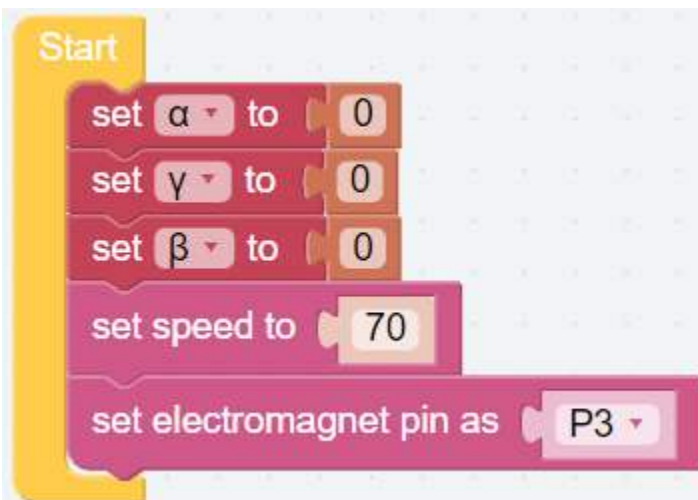 Start
set α to 0
set γ to 0
set β to 0
set speed to 70
set electromagnet pin as P3